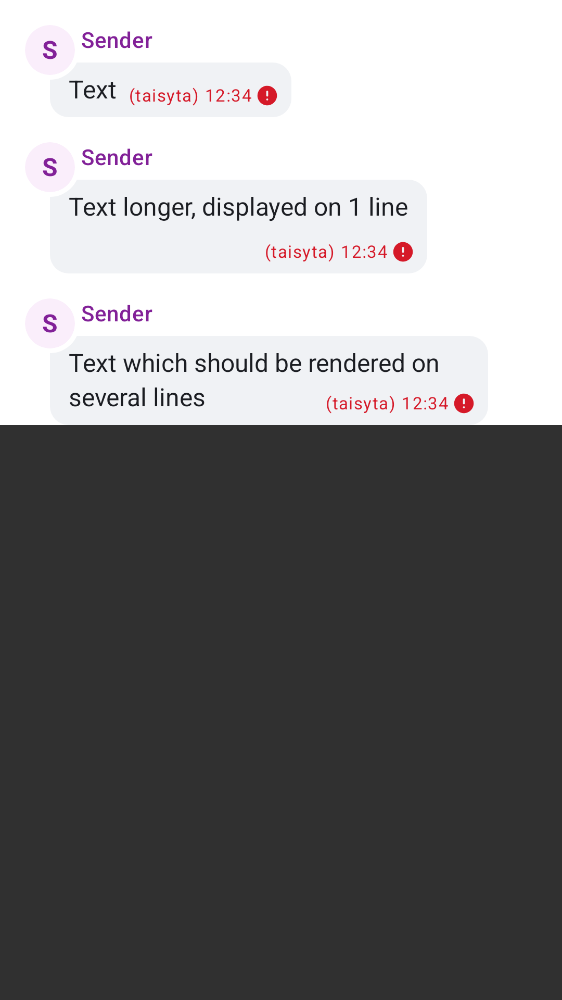 S Sender
Text (taisyta) 12:34
S Sender
Text longer, displayed on 1 line
(taisyta) 12:34
S Sender
Text which should be rendered on
several lines (taisyta) 12:34